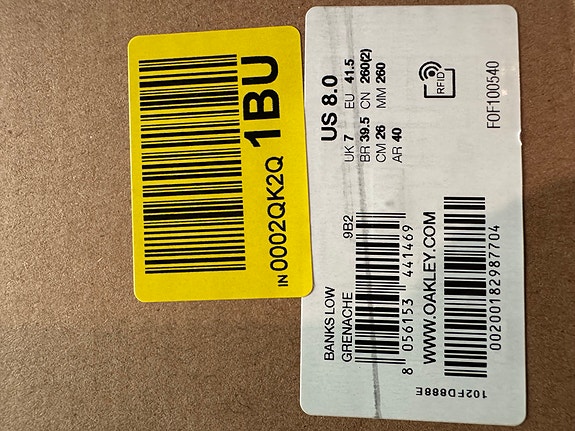 IN 0002QK2Q 1BU
BANKS LOW
GRENACHE 9B2
8 056153 441469
WWW.OAKLEY.COM
00200182987704
102FD888E
US 8.0
UK 7 EU 41.5
BR 39.5 CN 260(2)
CM 26 MM 260
AR 40
RFID
FOF100540